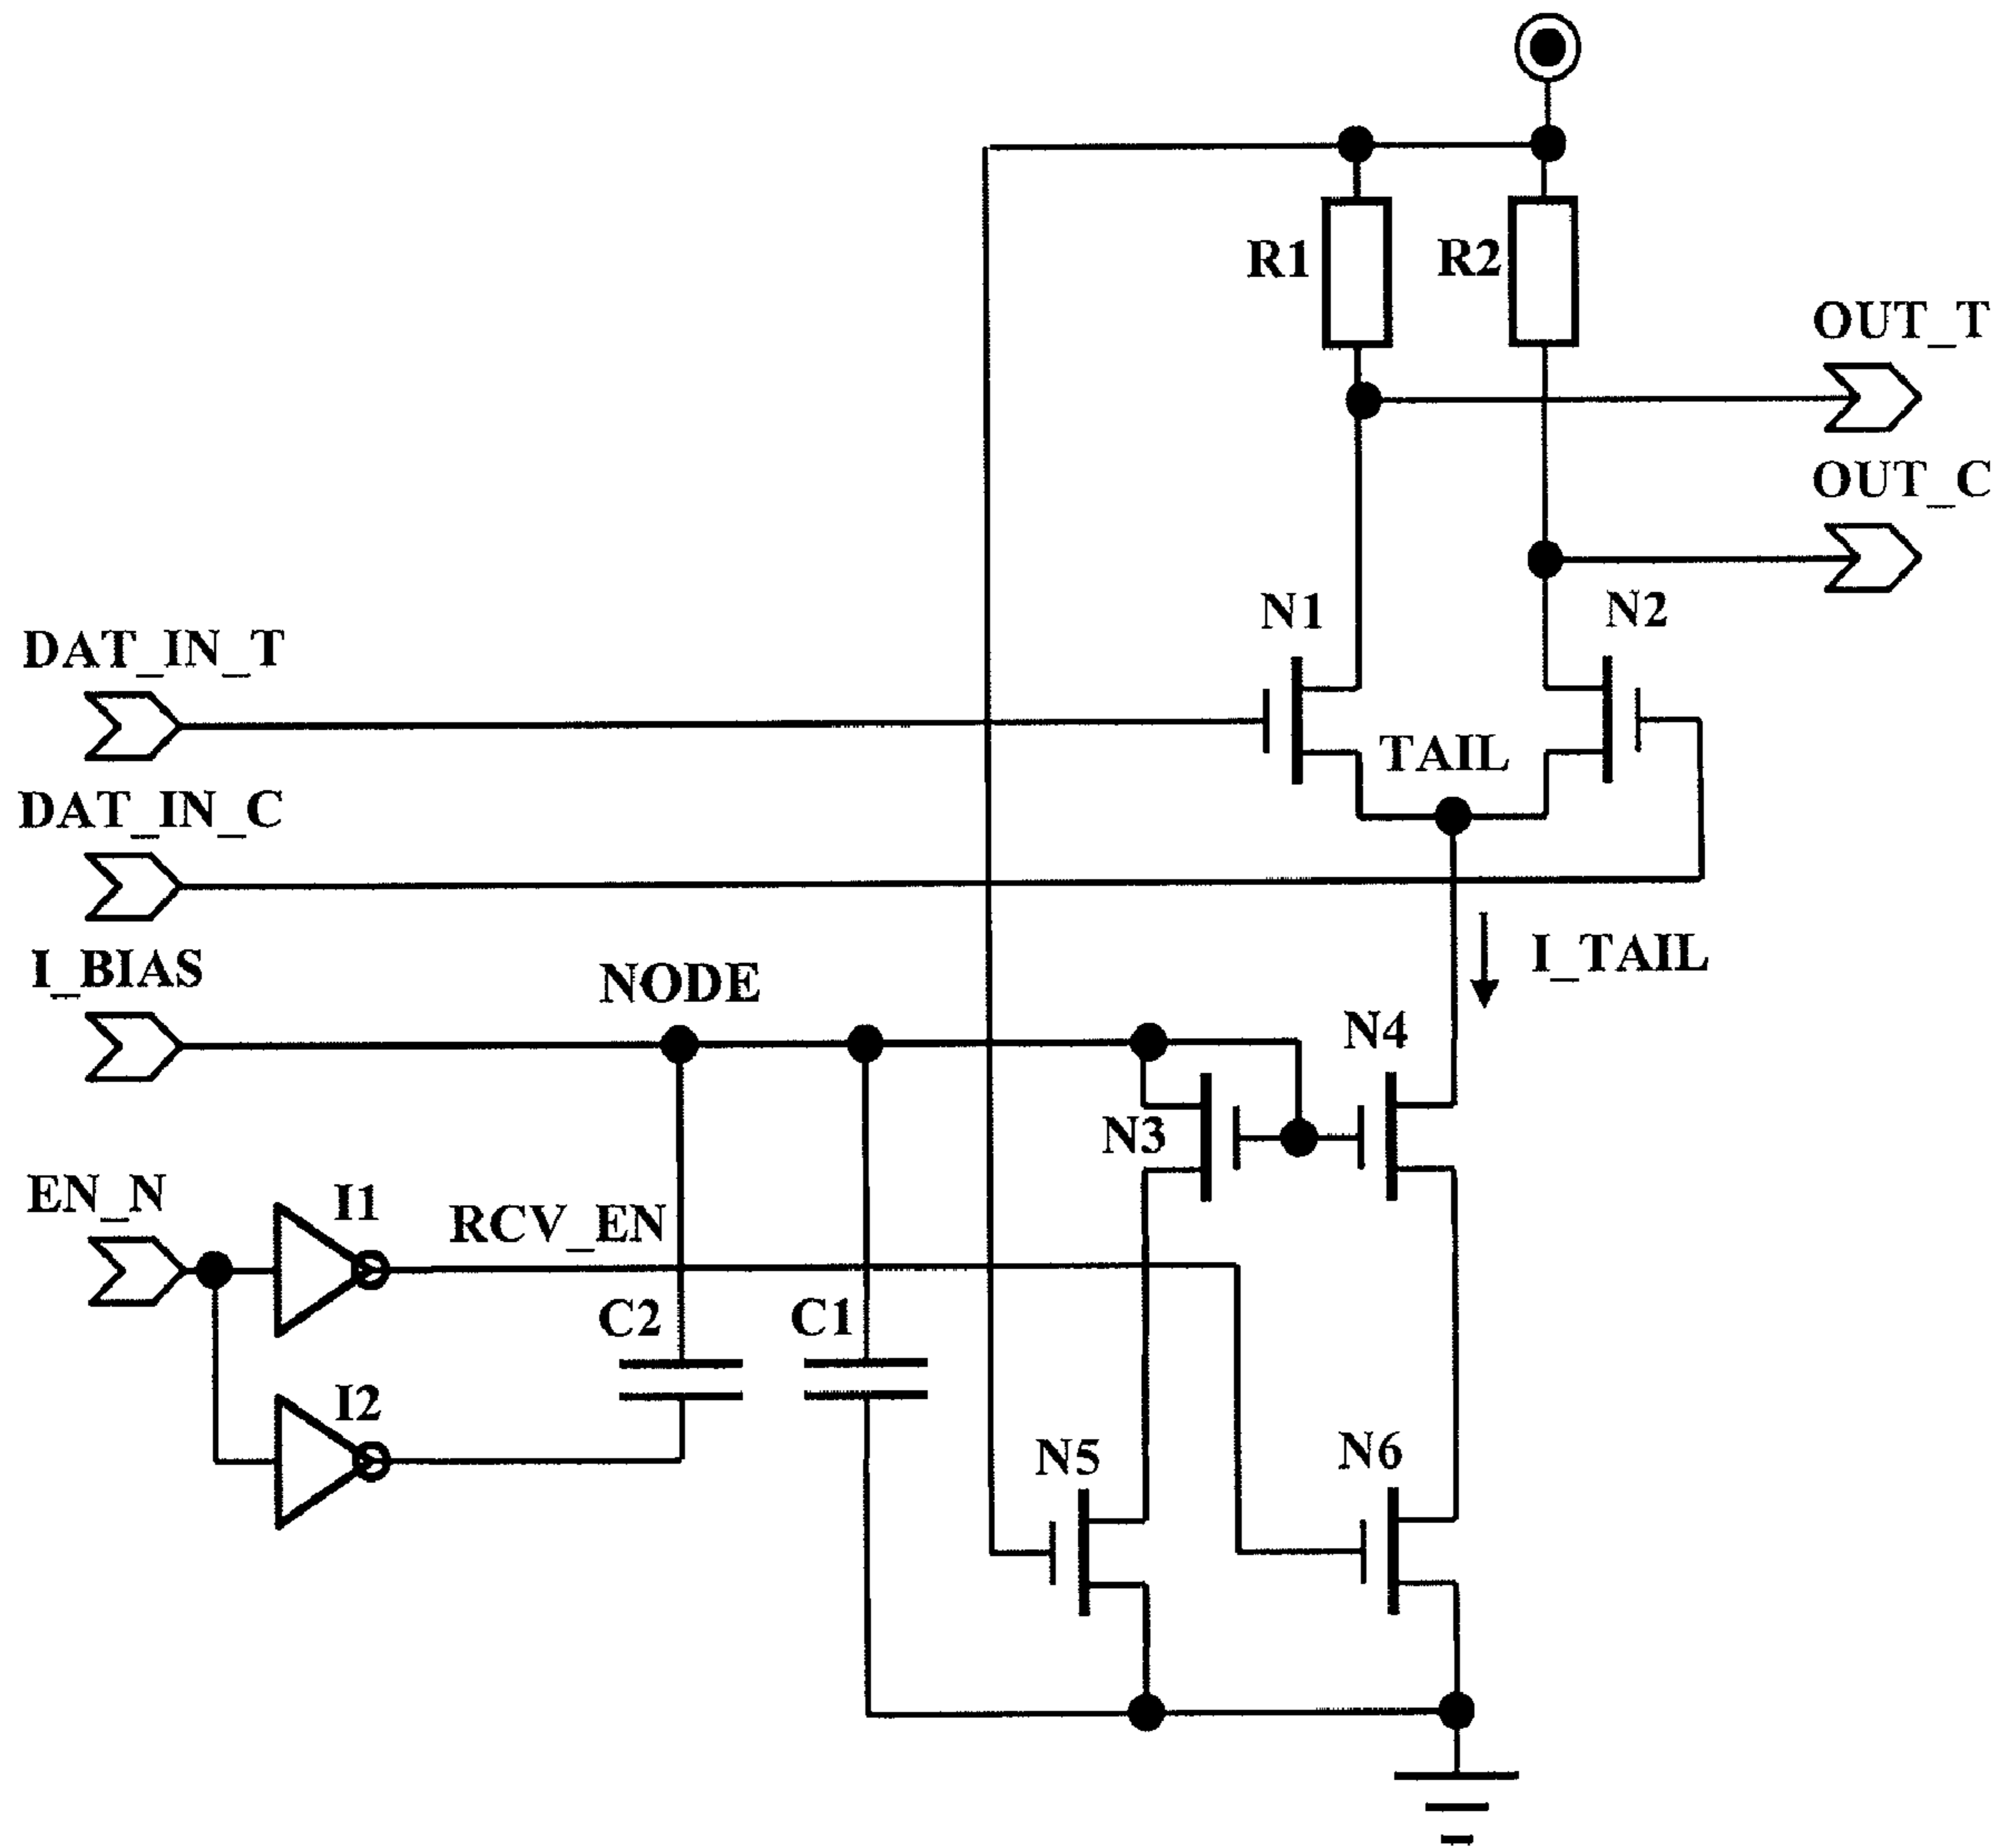 R1
R2
OUT_T
OUT_C
N1
N2
DAT_IN_T
TAIL
DAT_IN_C
I_BIAS
NODE
I_TAIL
N4
N3
EN_N
I1
RCV_EN
C2
C1
I2
N5
N6